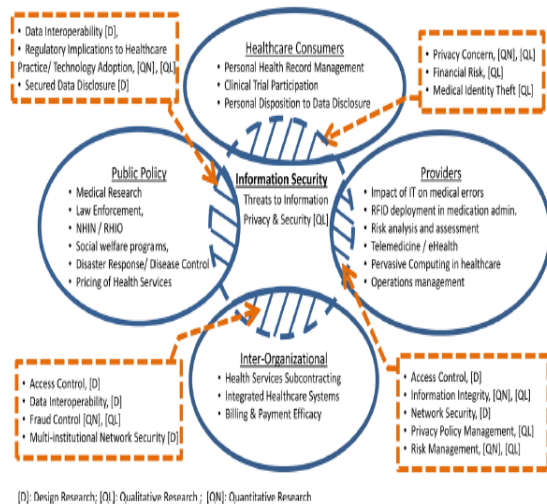 • Data Interoperability [D],
• Regulatory Implications to Healthcare
Practice/ Technology Adoption, [QN], [QL]
• Secured Data Disclosure [D]
Healthcare Consumers
• Personal Health Record Management
• Clinical Trial Participation
• Personal Disposition to Data Disclosure
• Privacy Concern, [QN], [QL]
• Financial Risk, [QL]
• Medical Identity Theft [QL]
Public Policy
• Medical Research
• Law Enforcement,
• NHIN / RHIO
• Social welfare programs,
• Disaster Response/ Disease Control
• Pricing of Health Services
Information Security
Threats to Information
Privacy & Security [QL]
Providers
• Impact of IT on medical errors
• RFID deployment in medication admin.
• Risk analysis and assessment
• Telemedicine / eHealth
• Pervasive Computing in healthcare
• Operations management
Inter-Organizational
• Health Services Subcontracting
• Integrated Healthcare Systems
• Billing & Payment Efficacy
• Access Control, [D]
• Data Interoperability, [D]
• Fraud Control [QN], [QL]
• Multi-institutional Network Security [D]
• Access Control, [D]
• Information Integrity, [QN], [QL]
• Network Security, [D]
• Privacy Policy Management, [QL]
• Risk Management, [QN], [QL]
[D]: Design Research; [QL]: Qualitative Research ; [QN]: Quantitative Research